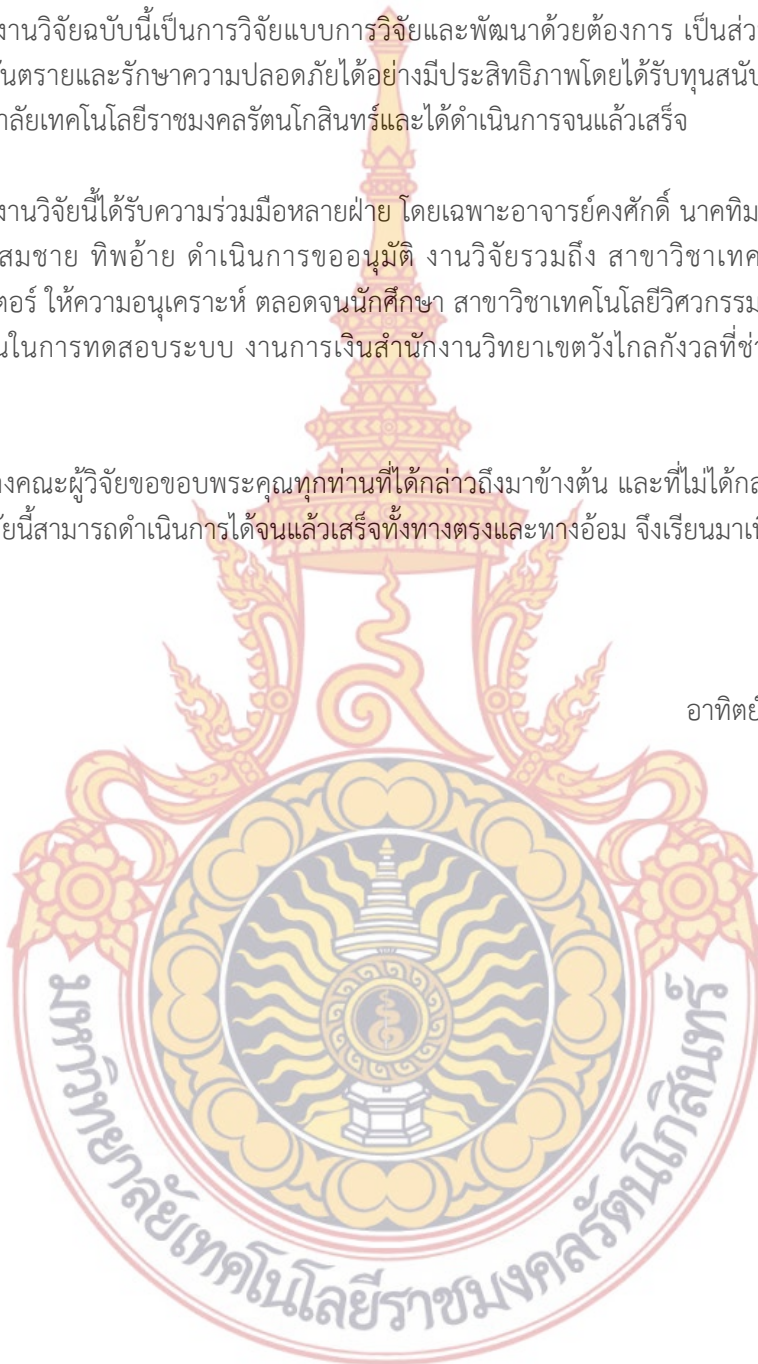 งานวิจัยฉบับนี้เป็นการวิจัยแบบการวิจัยและพัฒนาด้วยต้องการ เป็นส่ว
ันตรายและรักษาความปลอดภัยได้อย่างมีประสิทธิภาพโดยได้รับทุนสนับ
าลัยเทคโนโลยีราชมงคลรัตนโกสินทร์และได้ดำเนินการจนแล้วเสร็จ
งานวิจัยนี้ได้รับความร่วมมือหลายฝ่าย โดยเฉพาะอาจารย์คงศักดิ์ นาคทิม
สมชาย ทิพอ้าย ดำเนินการขออนุมัติ งานวิจัยรวมถึง สาขาวิชาเทค
ตอร์ ให้ความอนุเคราะห์ ตลอดจนนักศึกษา สาขาวิชาเทคโนโลยีวิศวกรรม
นในการทดสอบระบบ งานการเงินสำนักงานวิทยาเขตวังไกลกังวลที่ช่ว
างคณะผู้วิจัยขอขอบพระคุณทุกท่านที่ได้กล่าวถึงมาข้างต้น และที่ไม่ได้กล
ัยนี้สามารถดำเนินการได้จนแล้วเสร็จทั้งทางตรงและทางอ้อม จึงเรียนมาเพื
อาทิตย์
มหาวิทยาลัยเทคโนโลยีราชมงคลรัตนโกสินทร์